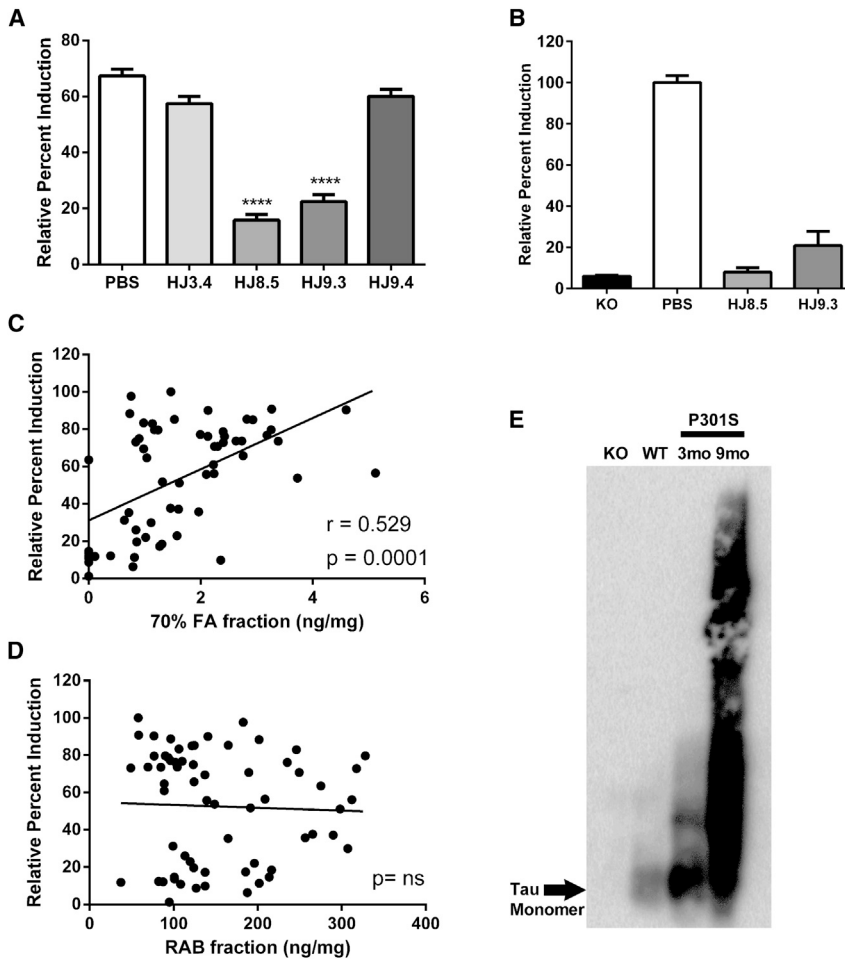 A
Relative Percent Induction
80
60
40
20
0
**** ****
PBS HJ3.4 HJ8.5 HJ9.3 HJ9.4
B
Relative Percent Induction
120
100
80
60
40
20
0
KO PBS HJ8.5 HJ9.3
C
Relative Percent Induction
120
100
80
60
40
20
0
r = 0.529
p = 0.0001
0 2 4 6
70% FA fraction (ng/mg)
D
Relative Percent Induction
120
100
80
60
40
20
0
p= ns
0 100 200 300 400
RAB fraction (ng/mg)
E
P301S
KO WT 3mo 9mo
Tau
Monomer